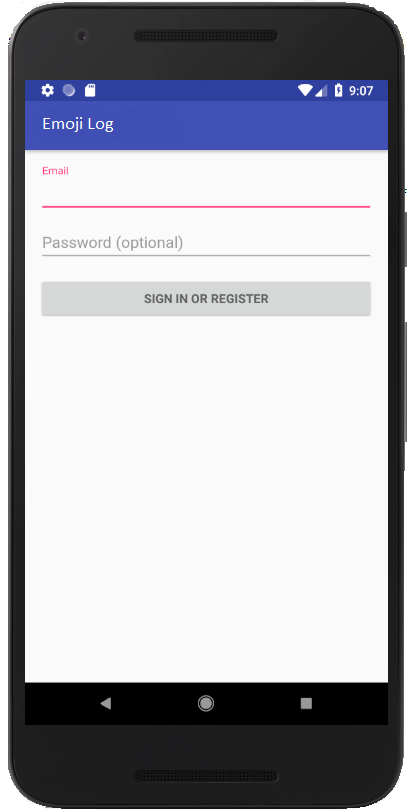 9:07
Emoji Log
Email
Password (optional)
SIGN IN OR REGISTER